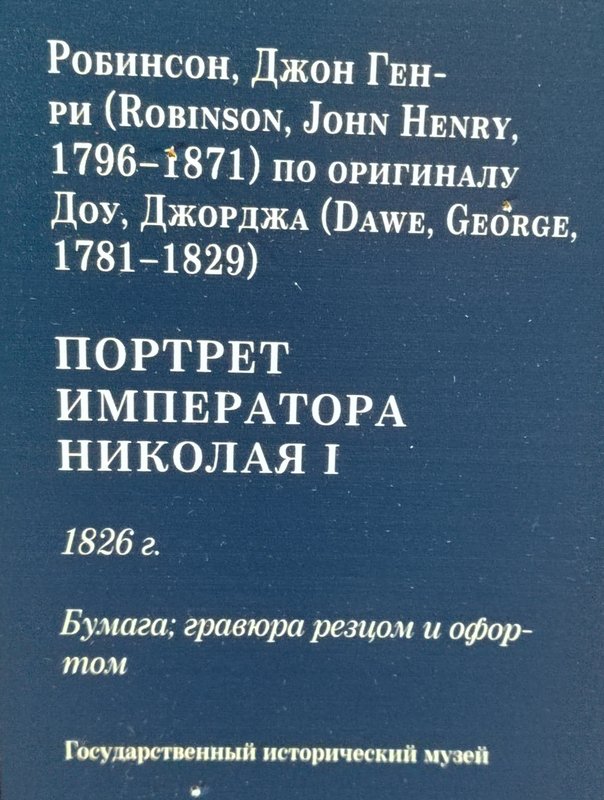 Робинсон, Джон Ген-
ри (Robinson, John Henry,
1796–1871) по оригиналу
Доу, Джорджа (Dawe, George,
1781–1829)
ПОРТРЕТ
ИМПЕРАТОРА
НИКОЛАЯ I
1826 г.
Бумага; гравюра резцом и офор-
том
Государственный исторический музей